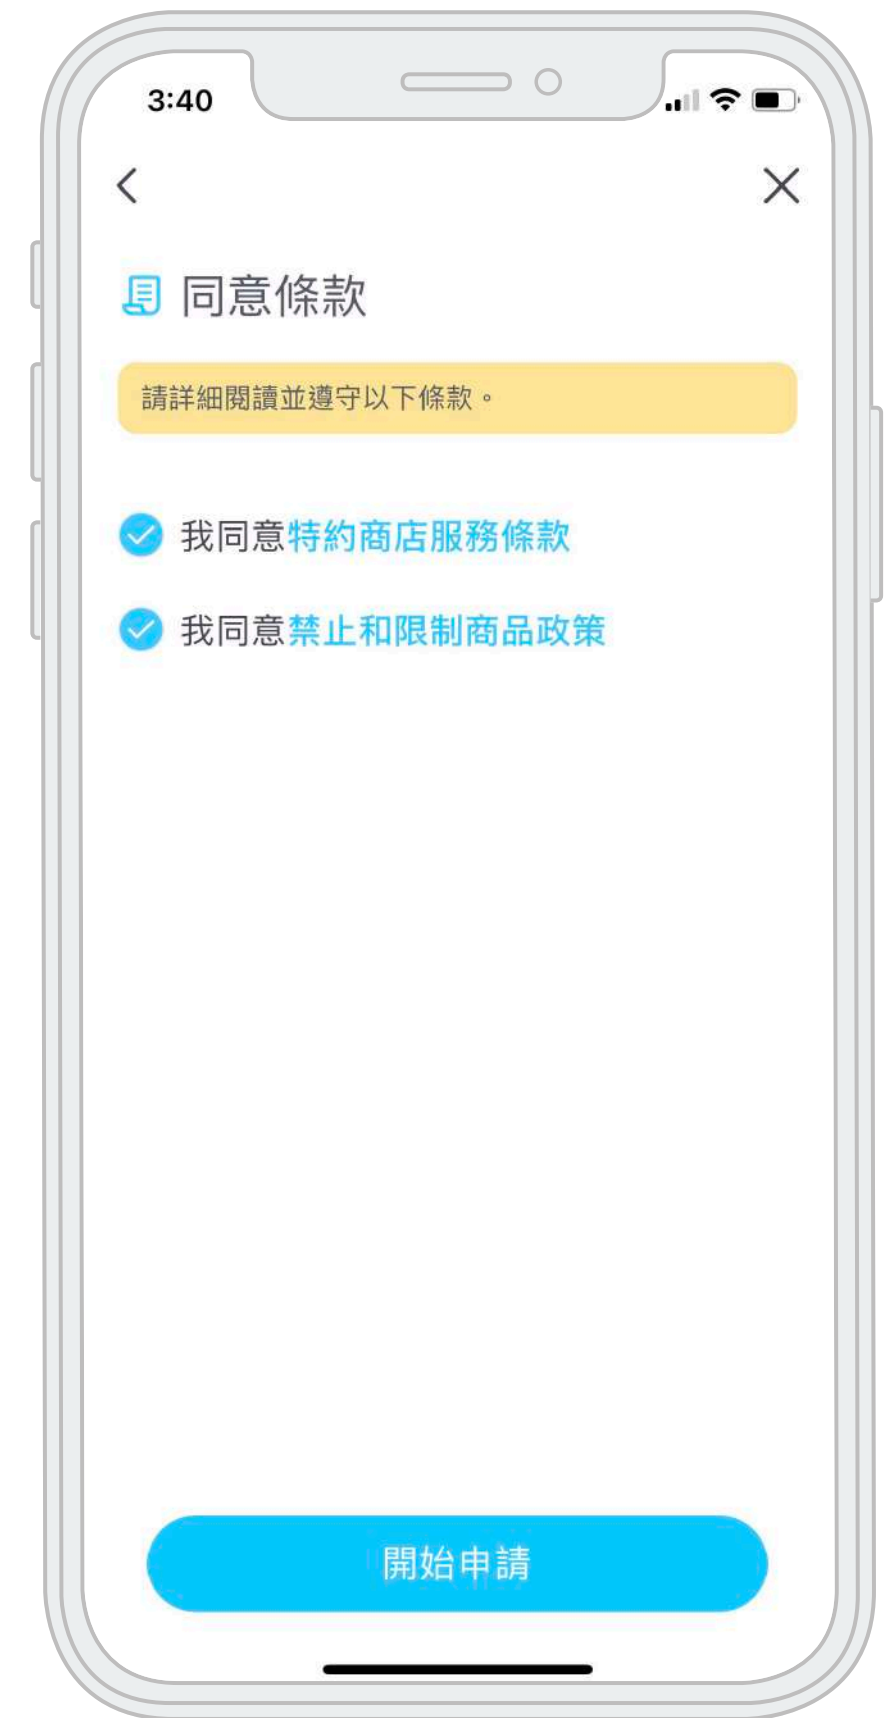 3:40
同意條款
請詳細閱讀並遵守以下條款。
我同意特約商店服務條款
我同意禁止和限制商品政策
開始申請